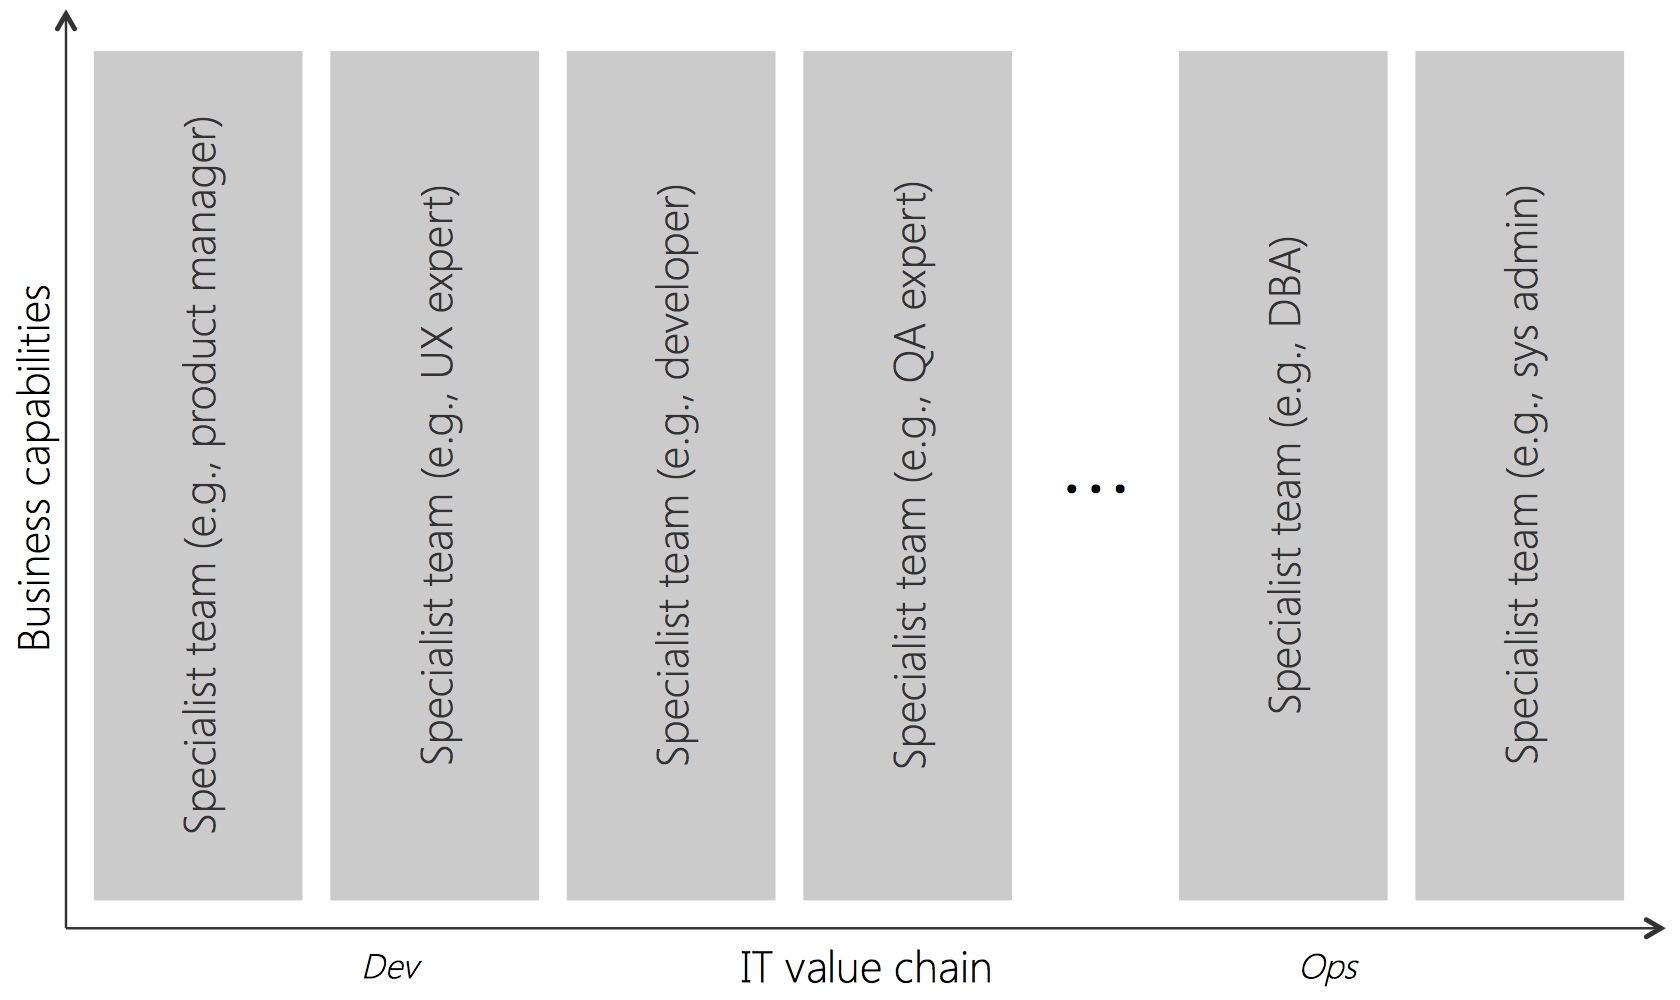 Business capabilities
Specialist team (e.g., product manager)
Specialist team (e.g., UX expert)
Specialist team (e.g., developer)
Specialist team (e.g., QA expert)
...
Specialist team (e.g., DBA)
Specialist team (e.g., sys admin)
Dev
IT value chain
Ops